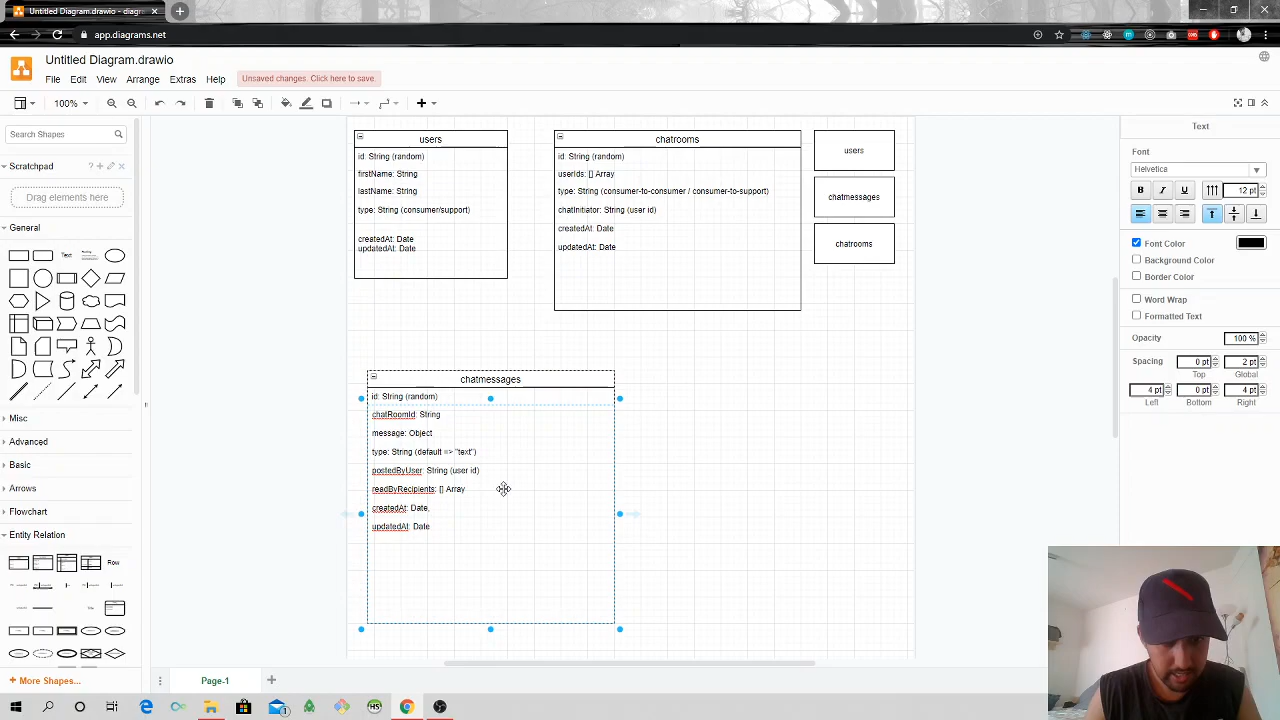 Untitled Diagram.drawio - diagr
app.diagrams.net
Untitled Diagram.drawio
File Edit View Arrange Extras Help
Unsaved changes. Click here to save.
100%
Search Shapes
Scratchpad
Drag elements here
General
Text
Heading
Misc
Advanced
Basic
Arrows
Flowchart
Entity Relation
Row
Title
+ More Shapes...
users
id: String (random)
firstName: String
lastName: String
type: String (consumer/support)
createdAt: Date
updatedAt: Date
chatrooms
id: String (random)
userIds: [] Array
type: String (consumer-to-consumer / consumer-to-support)
chatInitiator: String (user id)
createdAt: Date
updatedAt: Date
users
chatmessages
chatrooms
chatmessages
id: String (random)
chatRoomId: String
message: Object
type: String (default => "text")
postedByUser: String (user id)
readByRecipients: [] Array
createdAt: Date,
updatedAt: Date
Page-1
Text
Font
Helvetica
B I U 12 pt
Font Color
Background Color
Border Color
Word Wrap
Formatted Text
Opacity 100 %
Spacing 0 pt 2 pt
Top Global
4 pt 0 pt 4 pt
Left Bottom Right